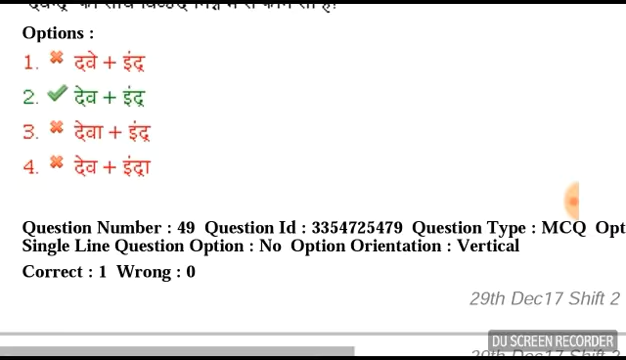 Options :
1. दवे + इंद्र
2. देव + इंद्र
3. देवा + इंद्र
4. देव + इंद्रा
Question Number : 49 Question Id : 3354725479 Question Type : MCQ Opt
Single Line Question Option : No Option Orientation : Vertical
Correct : 1 Wrong : 0
29th Dec17 Shift 2
DU SCREEN RECORDER